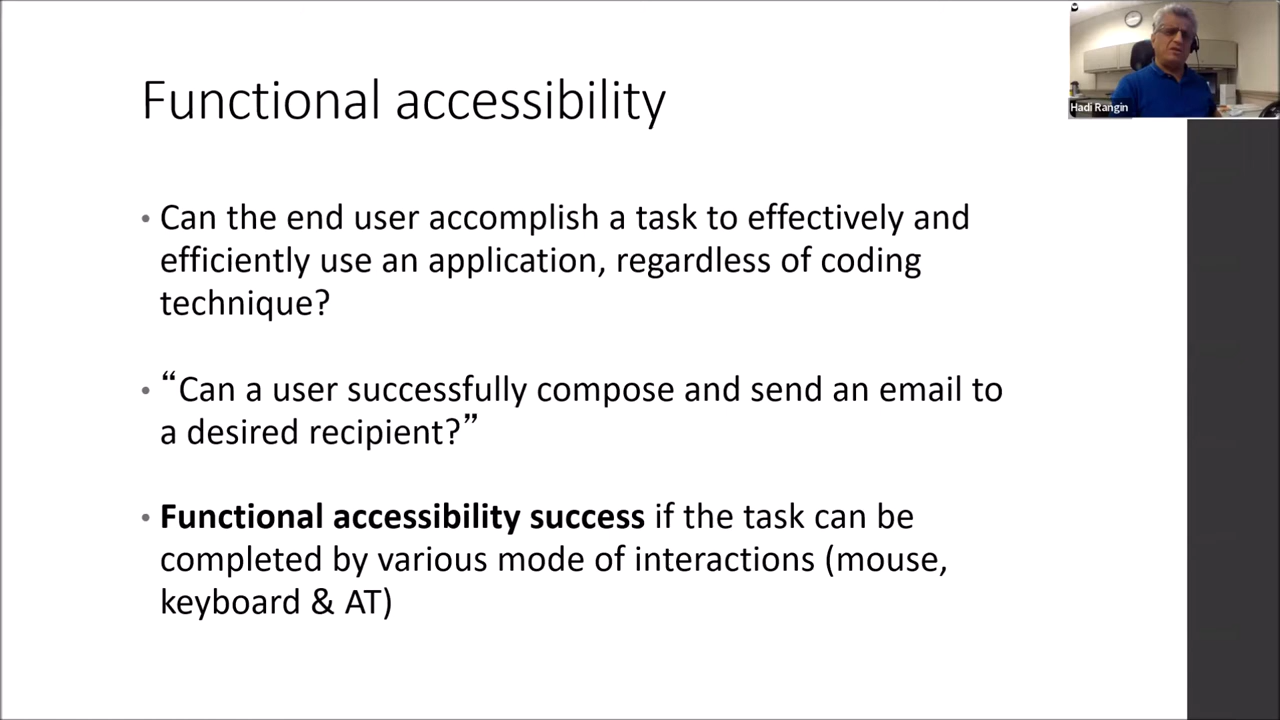 Functional accessibility
Hadi Rangin
• Can the end user accomplish a task to effectively and
efficiently use an application, regardless of coding
technique?
• “Can a user successfully compose and send an email to
a desired recipient?”
• Functional accessibility success if the task can be
completed by various mode of interactions (mouse,
keyboard & AT)